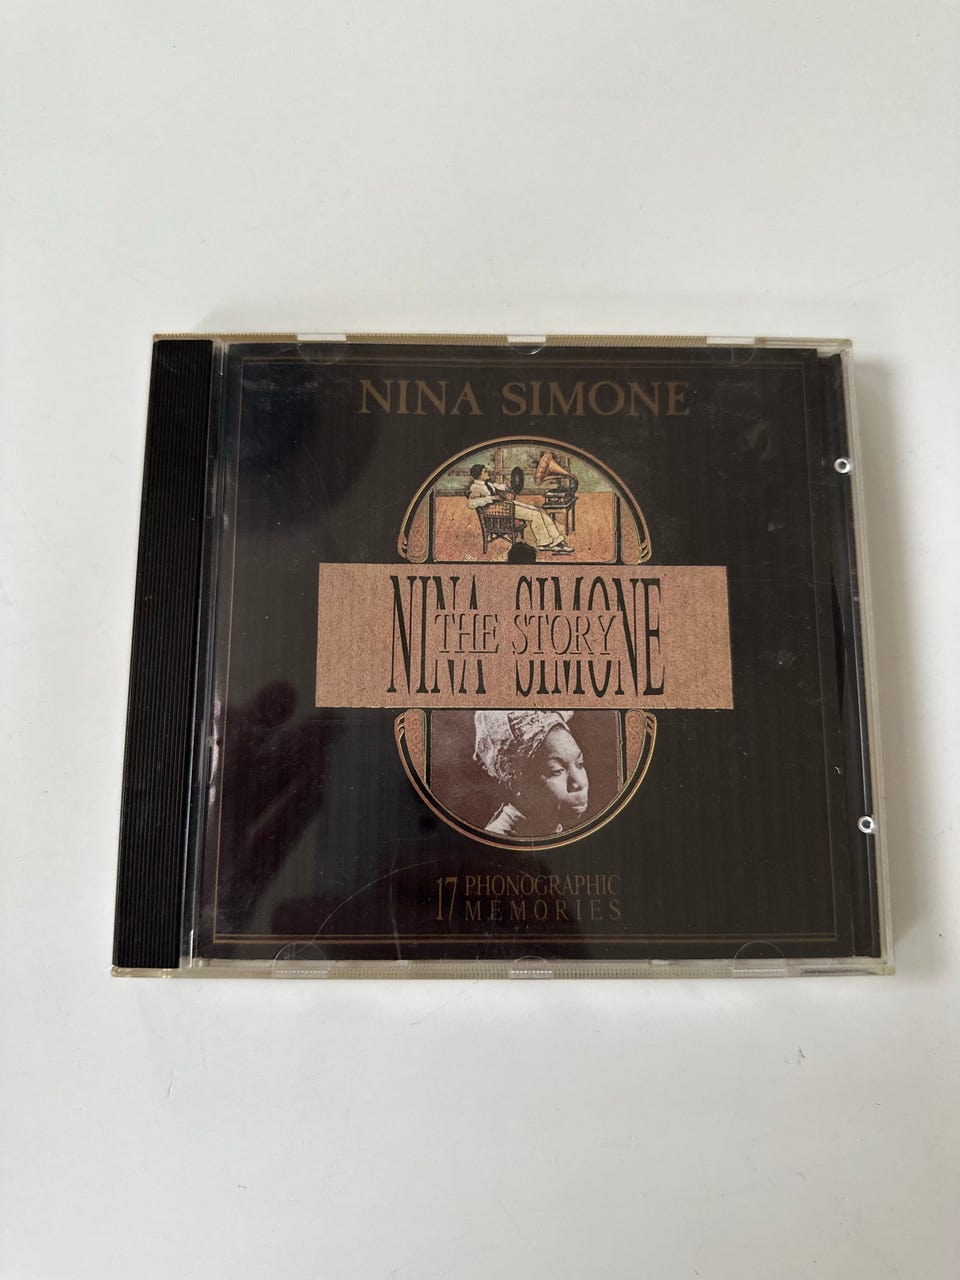 NINA SIMONE
NINA SIMONE
THE STORY
17 PHONOGRAPHIC
MEMORIES